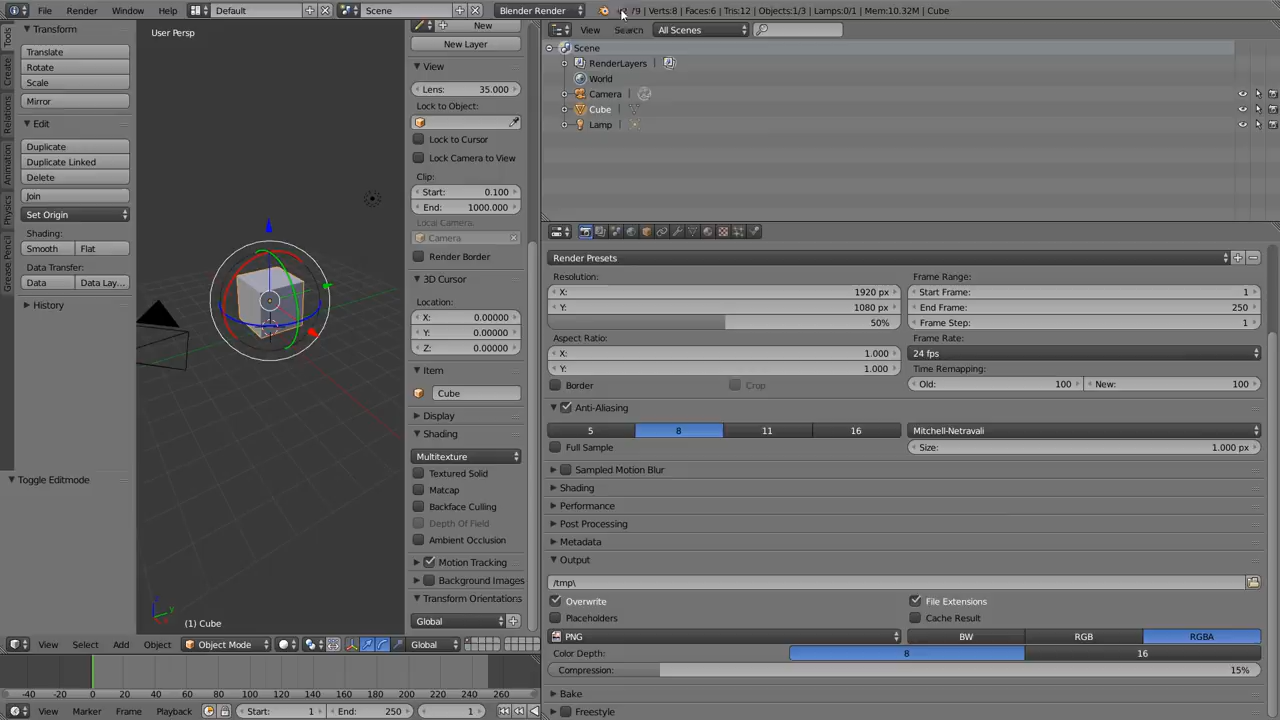 File Render Window Help Default Scene Blender Render /9 | Verts:8 | Faces:6 | Tris:12 | Objects:1/3 | Lamps:0/1 | Mem:10.32M | Cube
Tools
Create
Relations
Animation
Physics
Grease Pencil
Transform
Translate
Rotate
Scale
Mirror
Edit
Duplicate
Duplicate Linked
Delete
Join
Set Origin
Shading:
Smooth Flat
Data Transfer:
Data Data Lay...
History
Toggle Editmode
User Persp
(1) Cube
New
New Layer
View
Lens: 35.000
Lock to Object:
Lock to Cursor
Lock Camera to View
Clip:
Start: 0.100
End: 1000.000
Local Camera:
Camera
Render Border
3D Cursor
Location:
X: 0.00000
Y: 0.00000
Z: 0.00000
Item
Cube
Display
Shading
Multitexture
Textured Solid
Matcap
Backface Culling
Depth Of Field
Ambient Occlusion
Motion Tracking
Background Images
Transform Orientations
Global
View Select Add Object Object Mode Global
-40 -20 0 20 40 60 80 100 120 140 160 180 200 220 240 260 280
View Marker Frame Playback Start: 1 End: 250 1
View Search All Scenes
Scene
RenderLayers
World
Camera
Cube
Lamp
Render Presets
Resolution:
X: 1920 px
Y: 1080 px
50%
Aspect Ratio:
X: 1.000
Y: 1.000
Border Crop
Frame Range:
Start Frame: 1
End Frame: 250
Frame Step: 1
Frame Rate:
24 fps
Time Remapping:
Old: 100 New: 100
Anti-Aliasing
5 8 11 16 Mitchell-Netravali
Full Sample Size: 1.000 px
Sampled Motion Blur
Shading
Performance
Post Processing
Metadata
Output
/tmp\
Overwrite File Extensions
Placeholders Cache Result
PNG BW RGB RGBA
Color Depth: 8 16
Compression: 15%
Bake
Freestyle